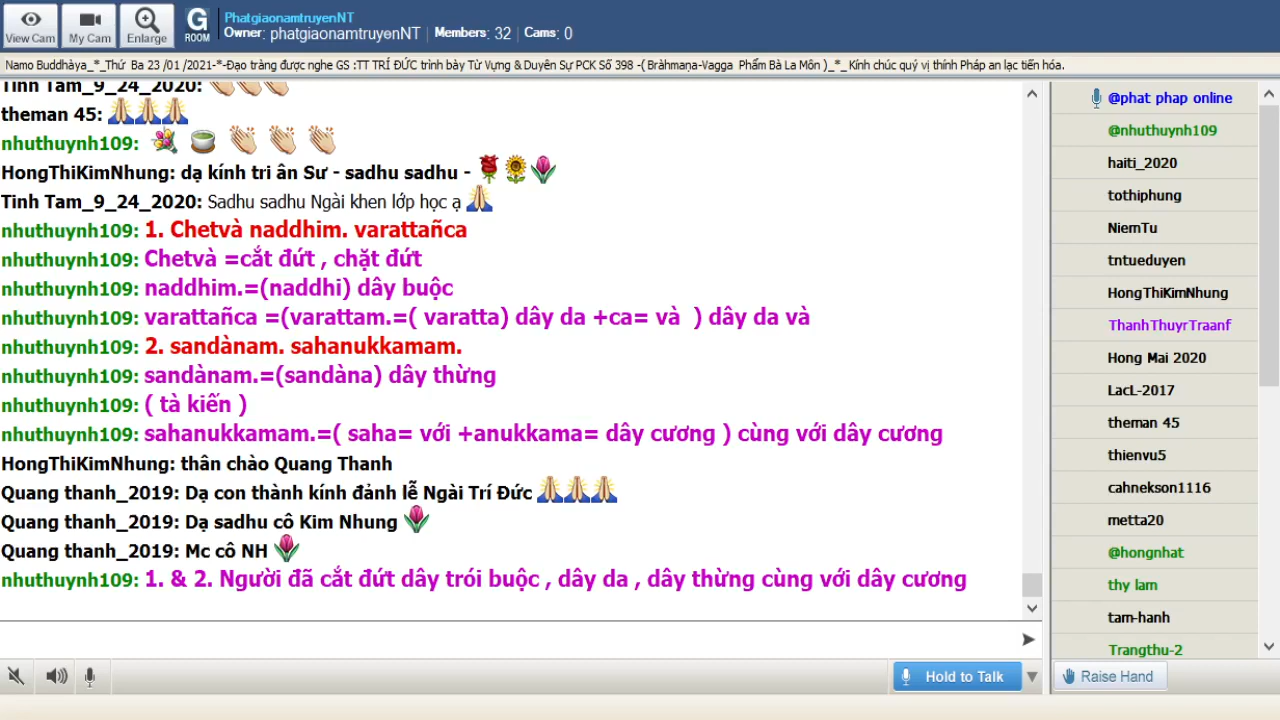 View Cam
My Cam
Enlarge
G
ROOM
PhatgiaonamtruyenNT
Owner: phatgiaonamtruyenNT | Members: 32 | Cams: 0
Namo Buddhàya_*_Thứ Ba 23 /01 /2021-*-Đạo tràng được nghe GS :TT TRÍ ĐỨC trình bày Từ Vựng & Duyên Sự PCK Số 398 -( Bràhmaṇa-Vagga Phẩm Bà La Môn )_*_ Kính chúc quý vị thính Pháp an lạc tiến hóa.
Tinh Tam_9_24_2020: 👏👏👏
theman 45: 🙏🙏🙏
nhuthuynh109: 💐 🍵 👏 👏 👏
HongThiKimNhung: dạ kính tri ân Sư - sadhu sadhu - 🌹🌻🌷
Tinh Tam_9_24_2020: Sadhu sadhu Ngài khen lớp học ạ 🙏
nhuthuynh109: 1. Chetvà naddhim. varattañca
nhuthuynh109: Chetvà =cắt đứt , chặt đứt
nhuthuynh109: naddhim.=(naddhi) dây buộc
nhuthuynh109: varattañca =(varattam.=( varatta) dây da +ca= và ) dây da và
nhuthuynh109: 2. sandànam. sahanukkamam.
nhuthuynh109: sandànam.=(sandàna) dây thừng
nhuthuynh109: ( tà kiến )
nhuthuynh109: sahanukkamam.=( saha= với +anukkama= dây cương ) cùng với dây cương
HongThiKimNhung: thân chào Quang Thanh
Quang thanh_2019: Dạ con thành kính đảnh lễ Ngài Trí Đức 🙏🙏🙏
Quang thanh_2019: Dạ sadhu cô Kim Nhung 🌷
Quang thanh_2019: Mc cô NH 🌷
nhuthuynh109: 1. & 2. Người đã cắt đứt dây trói buộc , dây da , dây thừng cùng với dây cương
Hold to Talk
@phat phap online
@nhuthuynh109
haiti_2020
tothiphung
NiemTu
tntueduyen
HongThiKimNhung
ThanhThuyrTraanf
Hong Mai 2020
LacL-2017
theman 45
thienvu5
cahnekson1116
metta20
@hongnhat
thy lam
tam-hanh
Trangthu-2
Raise Hand